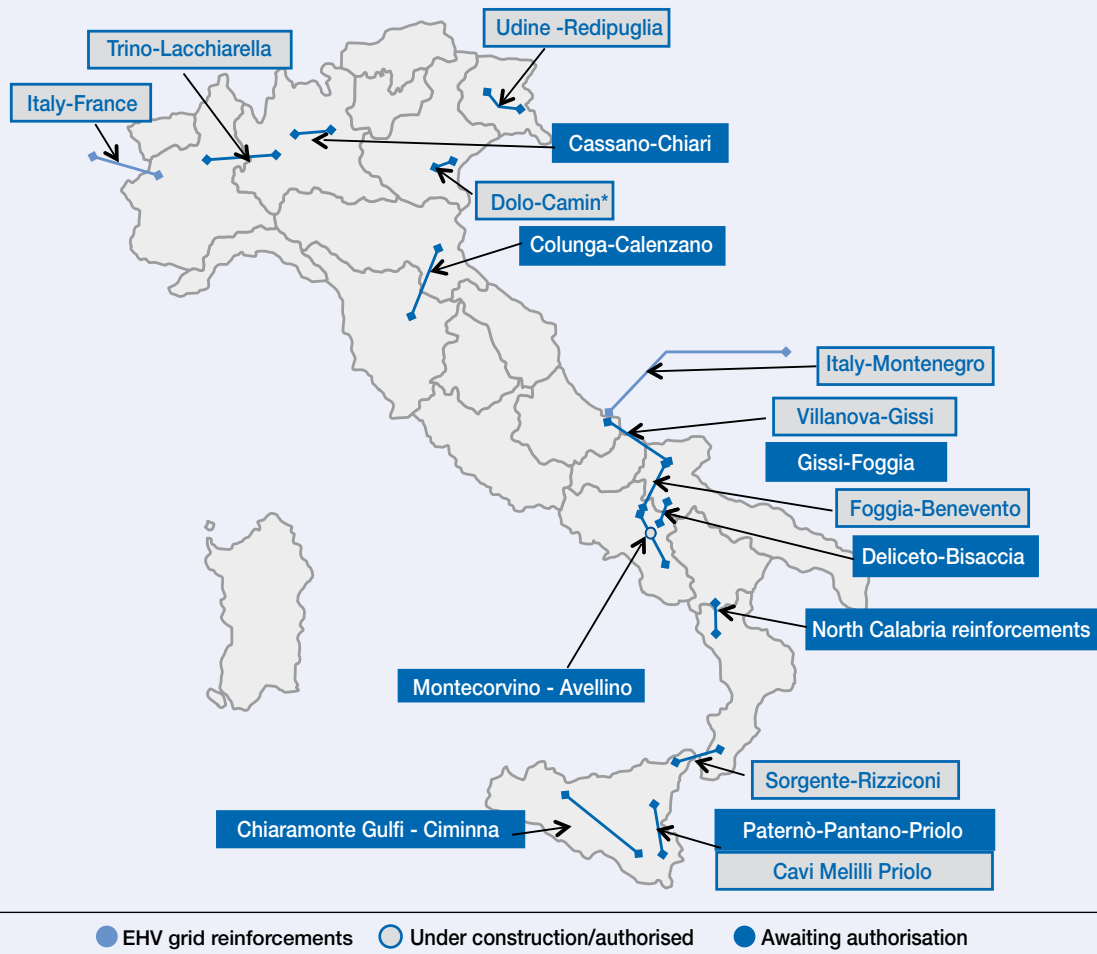 Udine -Redipuglia
Trino-Lacchiarella
Italy-France
Cassano-Chiari
Dolo-Camin*
Colunga-Calenzano
Italy-Montenegro
Villanova-Gissi
Gissi-Foggia
Foggia-Benevento
Deliceto-Bisaccia
North Calabria reinforcements
Montecorvino - Avellino
Sorgente-Rizziconi
Chiaramonte Gulfi - Ciminna
Paternò-Pantano-Priolo
Cavi Melilli Priolo
EHV grid reinforcements
Under construction/authorised
Awaiting authorisation